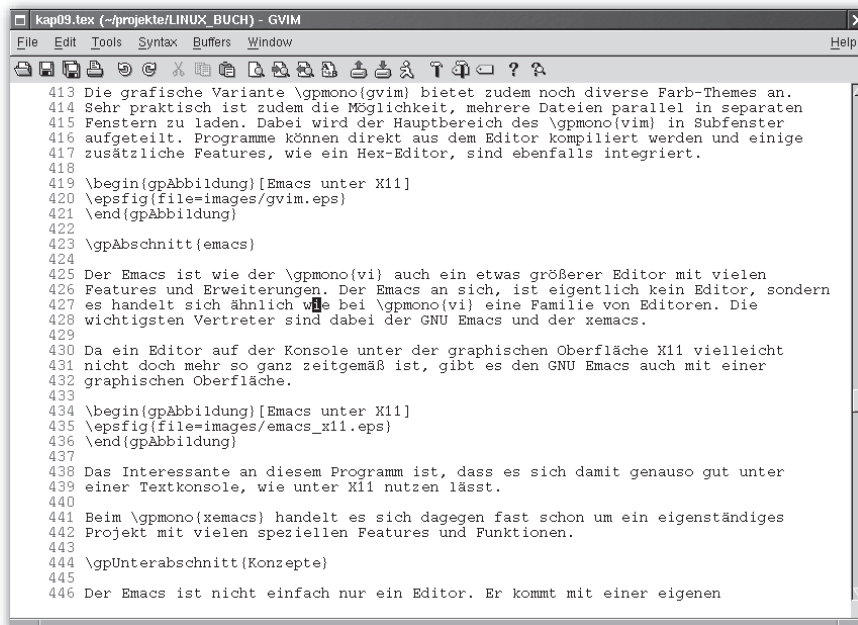 kap09.tex (~/projekte/LINUX_BUCH) - GVIM
File Edit Tools Syntax Buffers Window Help
413 Die grafische Variante \gpmono{gvim} bietet zudem noch diverse Farb-Themes an.
414 Sehr praktisch ist zudem die Möglichkeit, mehrere Dateien parallel in separaten
415 Fenstern zu laden. Dabei wird der Hauptbereich des \gpmono{vim} in Subfenster
416 aufgeteilt. Programme können direkt aus dem Editor kompiliert werden und einige
417 zusätzliche Features, wie ein Hex-Editor, sind ebenfalls integriert.
418
419 \begin{gpAbbildung}[Emacs unter X11]
420 \epsfig{file=images/gvim.eps}
421 \end{gpAbbildung}
422
423 \gpAbschnitt{emacs}
424
425 Der Emacs ist wie der \gpmono{vi} auch ein etwas größerer Editor mit vielen
426 Features und Erweiterungen. Der Emacs an sich, ist eigentlich kein Editor, sondern
427 es handelt sich ähnlich wie bei \gpmono{vi} eine Familie von Editoren. Die
428 wichtigsten Vertreter sind dabei der GNU Emacs und der xemacs.
429
430 Da ein Editor auf der Konsole unter der graphischen Oberfläche X11 vielleicht
431 nicht doch mehr so ganz zeitgemäß ist, gibt es den GNU Emacs auch mit einer
432 graphischen Oberfläche.
433
434 \begin{gpAbbildung}[Emacs unter X11]
435 \epsfig{file=images/emacs_x11.eps}
436 \end{gpAbbildung}
437
438 Das Interessante an diesem Programm ist, dass es sich damit genauso gut unter
439 einer Textkonsole, wie unter X11 nutzen lässt.
440
441 Beim \gpmono{xemacs} handelt es sich dagegen fast schon um ein eigenständiges
442 Projekt mit vielen speziellen Features und Funktionen.
443
444 \gpUnterabschnitt{Konzepte}
445
446 Der Emacs ist nicht einfach nur ein Editor. Er kommt mit einer eigenen